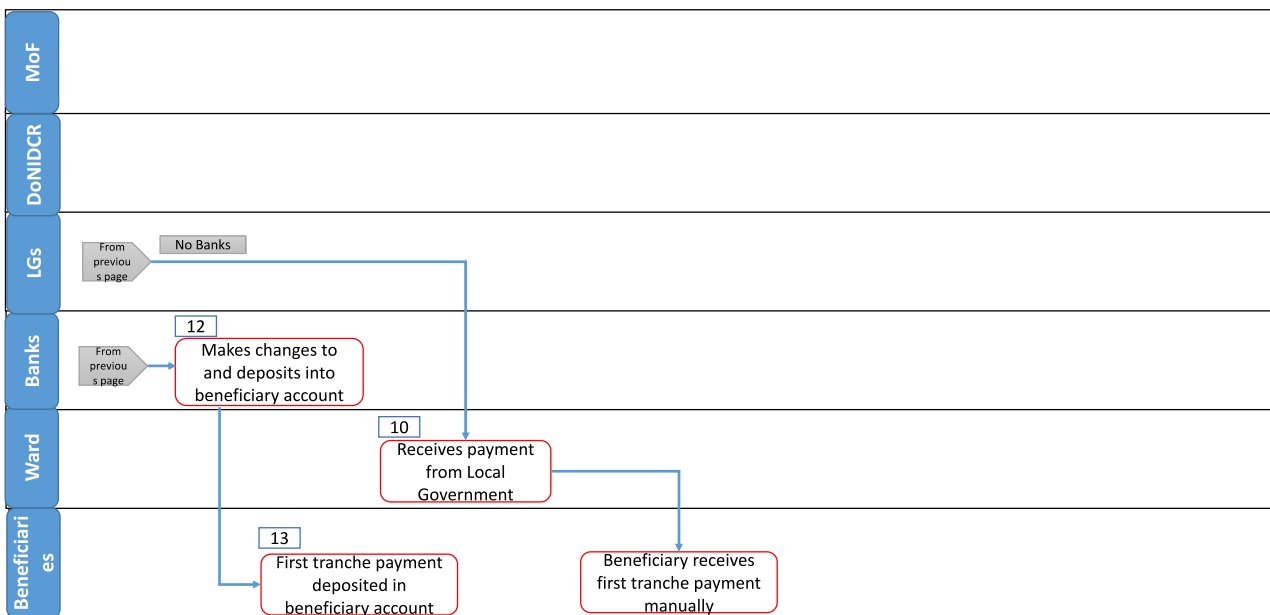 MoF
DoNIDCR
LGs
From
previou
s page
No Banks
Banks
From
previou
s page
12
Makes changes to
and deposits into
beneficiary account
Ward
10
Receives payment
from Local
Government
Beneficiari
es
13
First tranche payment
deposited in
beneficiary account
Beneficiary receives
first tranche payment
manually